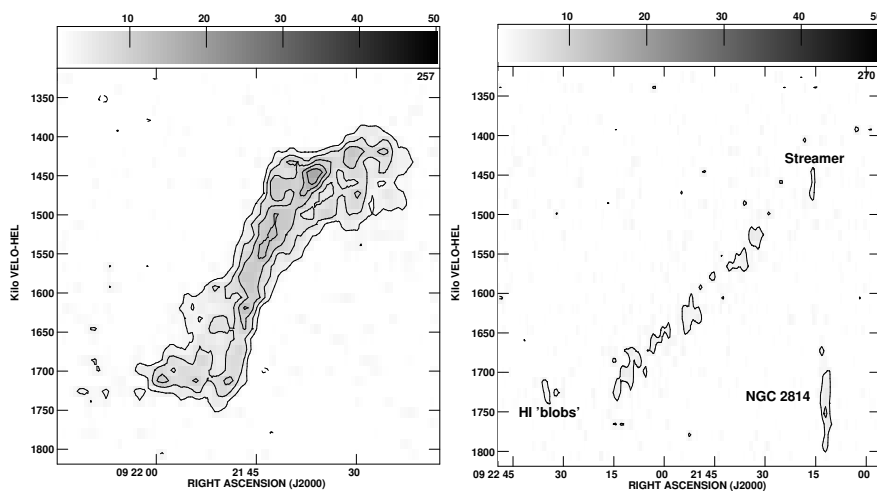 10 20 30 40 50
257
1350
1400
1450
1500
1550
1600
1650
1700
1750
1800
Kilo VELO-HEL
09 22 00 21 45 30
RIGHT ASCENSION (J2000)
10 20 30 40 50
270
1350
1400
1450
1500
1550
1600
1650
1700
1750
1800
Kilo VELO-HEL
Streamer
NGC 2814
HI 'blobs'
09 22 45 30 15 00 21 45 30 15 00
RIGHT ASCENSION (J2000)